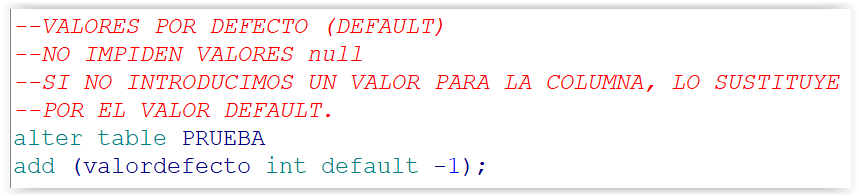 --VALORES POR DEFECTO (DEFAULT)
--NO IMPIDEN VALORES null
--SI NO INTRODUCIMOS UN VALOR PARA LA COLUMNA, LO SUSTITUYE
--POR EL VALOR DEFAULT.
alter table PRUEBA
add (valordefecto int default -1);